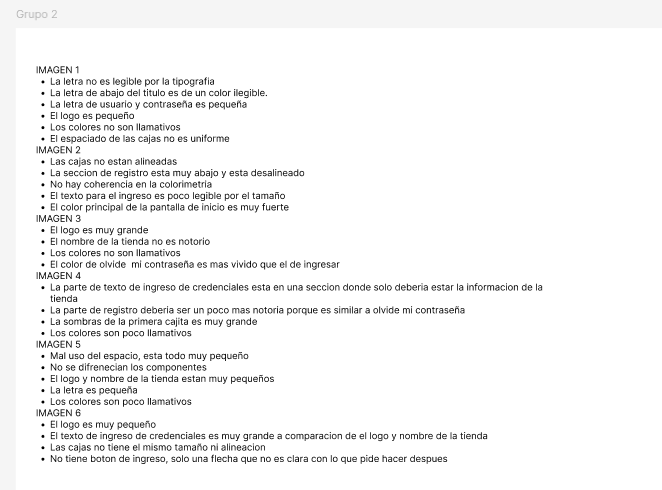 Grupo 2
IMAGEN 1
• La letra no es legible por la tipografia
• La letra de abajo del titulo es de un color ilegible.
• La letra de usuario y contraseña es pequeña
• El logo es pequeño
• Los colores no son llamativos
• El espaciado de las cajas no es uniforme
IMAGEN 2
• Las cajas no estan alineadas
• La seccion de registro esta muy abajo y esta desalineado
• No hay coherencia en la colorimetria
• El texto para el ingreso es poco legible por el tamaño
• El color principal de la pantalla de inicio es muy fuerte
IMAGEN 3
• El logo es muy grande
• El nombre de la tienda no es notorio
• Los colores no son llamativos
• El color de olvide  mi contraseña es mas vivido que el de ingresar
IMAGEN 4
• La parte de texto de ingreso de credenciales esta en una seccion donde solo deberia estar la informacion de la
tienda
• La parte de registro deberia ser un poco mas notoria porque es similar a olvide mi contraseña
• La sombras de la primera cajita es muy grande
• Los colores son poco llamativos
IMAGEN 5
• Mal uso del espacio, esta todo muy pequeño
• No se difrenecian los componentes
• El logo y nombre de la tienda estan muy pequeños
• La letra es pequeña
• Los colores son poco llamativos
IMAGEN 6
• El logo es muy pequeño
• El texto de ingreso de credenciales es muy grande a comparacion de el logo y nombre de la tienda
• Las cajas no tiene el mismo tamaño ni alineacion
• No tiene boton de ingreso, solo una flecha que no es clara con lo que pide hacer despues